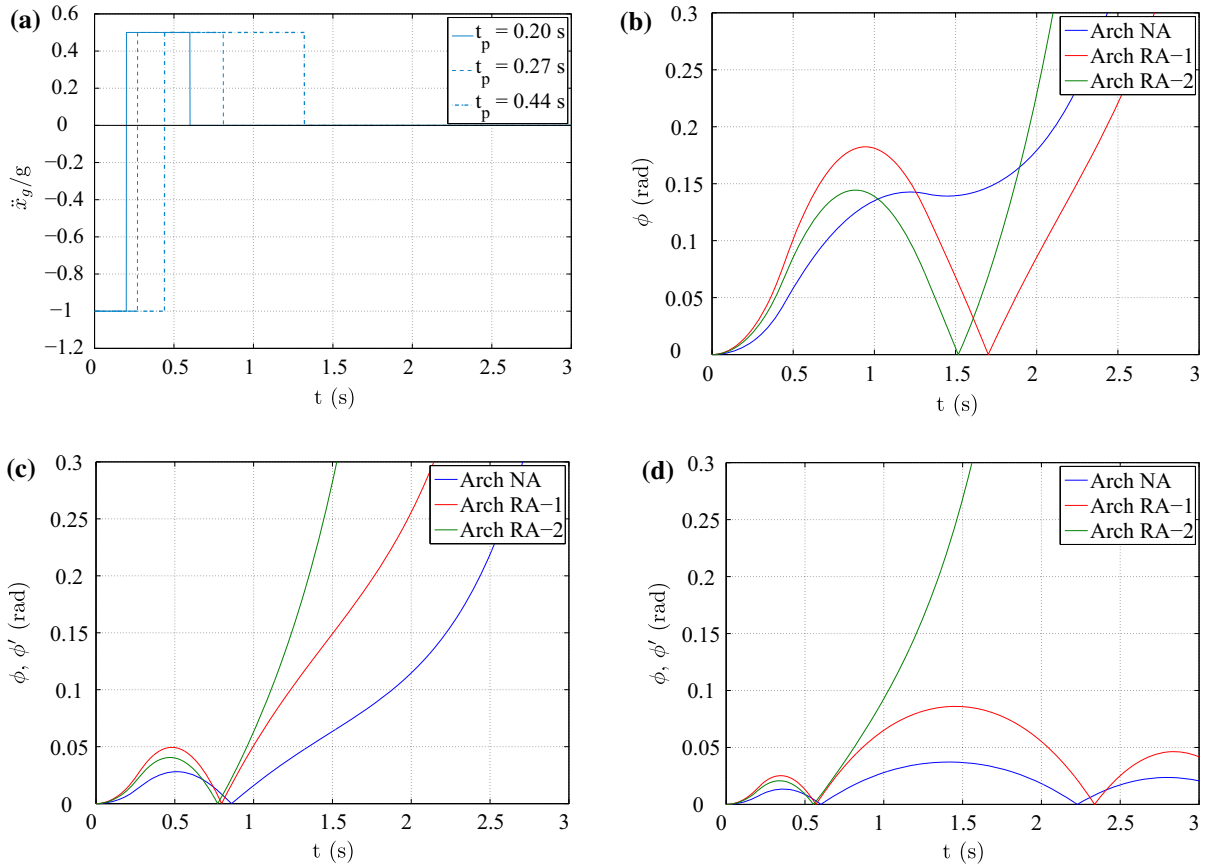 (a)
0.6
0.4
0.2
0
−0.2
−0.4
−0.6
−0.8
−1
−1.2
ẍg/g
0 0.5 1 1.5 2 2.5 3
t (s)
t_p = 0.20 s
t_p = 0.27 s
t_p = 0.44 s
(b)
0.3
0.25
0.2
0.15
0.1
0.05
0
ϕ (rad)
0 0.5 1 1.5 2 2.5 3
t (s)
Arch NA
Arch RA−1
Arch RA−2
(c)
0.3
0.25
0.2
0.15
0.1
0.05
0
ϕ, ϕ′ (rad)
0 0.5 1 1.5 2 2.5 3
t (s)
Arch NA
Arch RA−1
Arch RA−2
(d)
0.3
0.25
0.2
0.15
0.1
0.05
0
ϕ, ϕ′ (rad)
0 0.5 1 1.5 2 2.5 3
t (s)
Arch NA
Arch RA−1
Arch RA−2